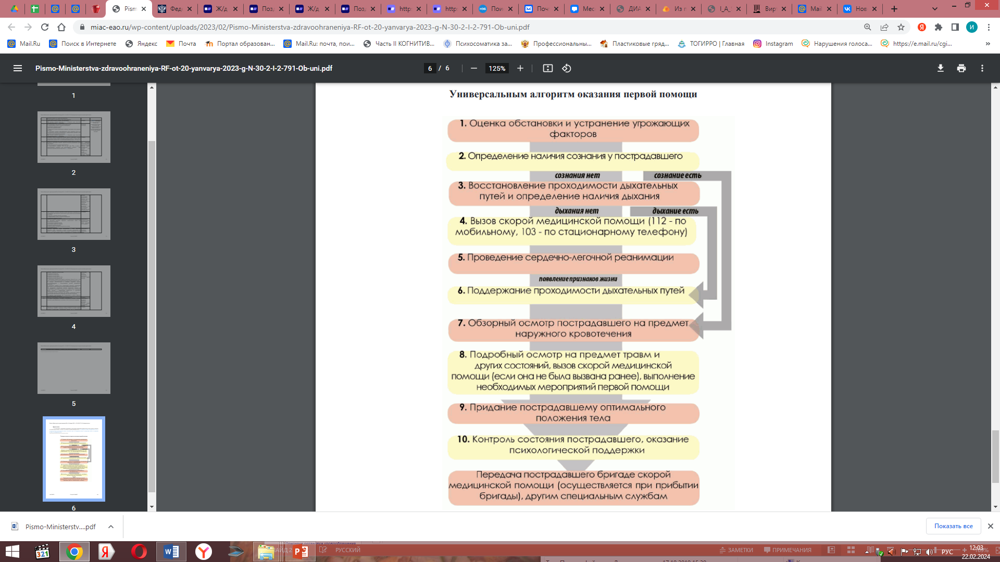 Pism
Фед
Ж/д
Поз
Ж/д
Поз
http
http
Пои
Поч
Мес
ДИА
Из г
I_A_
Вир
Mail
Нов
miac-eao.ru/wp-content/uploads/2023/02/Pismo-Ministerstva-zdravoohraneniya-RF-ot-20-yanvarya-2023-g-N-30-2-I-2-791-Ob-uni.pdf
И
Mail.Ru
Поиск в Интернете
Яндекс
Почта
Портал образован...
Mail.Ru: почта, пои...
Часть II КОГНИТИВ...
Психосоматика за...
Профессиональны...
Пластиковые гряд...
ТОГИРРО | Главная
Instagram
Нарушения голоса...
https://e.mail.ru/cgi...
Pismo-Ministerstva-zdravoohraneniya-RF-ot-20-yanvarya-2023-g-N-30-2-I-2-791-Ob-uni.pdf
6 / 6
125%
1
2
3
4
5
6
Универсальным алгоритм оказания первой помощи
1. Оценка обстановки и устранение угрожающих
факторов
2. Определение наличия сознания у пострадавшего
сознания нет
сознание есть
3. Восстановление проходимости дыхательных
путей и определение наличия дыхания
дыхания нет
дыхание есть
4. Вызов скорой медицинской помощи (112 - по
мобильному, 103 - по стационарному телефону)
5. Проведение сердечно-легочной реанимации
появление признаков жизни
6. Поддержание проходимости дыхательных путей
7. Обзорный осмотр пострадавшего на предмет
наружного кровотечения
8. Подробный осмотр на предмет травм и
других состояний, вызов скорой медицинской
помощи (если она не была вызвана ранее), выполнение
необходимых мероприятий первой помощи
9. Придание пострадавшему оптимального
положения тела
10. Контроль состояния пострадавшего, оказание
психологической поддержки
Передача пострадавшего бригаде скорой
медицинской помощи (осуществляется при прибытии
бригады), другим специальным службам
Pismo-Ministerstv....pdf
Показать все
РУССКИЙ
ЗАМЕТКИ
ПРИМЕЧАНИЯ
РУС
12:03
22.02.2024